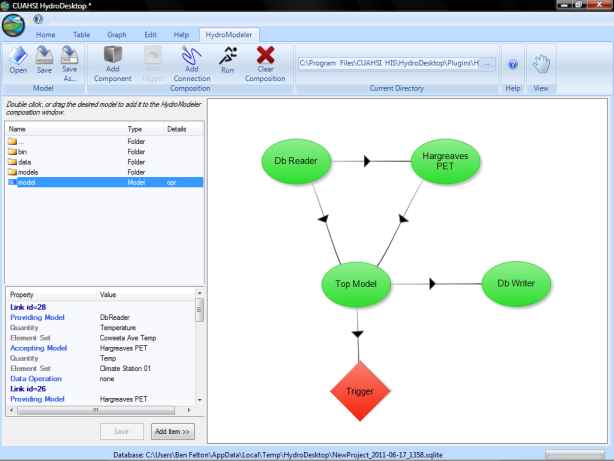 CUAHSI HydroDesktop *
Home Table Graph Edit Help HydroModeler
Open Save Save As... Add Component Add Trigger Add Connection Run Clear Composition C:\Program Files\CUAHSI HIS\HydroDesktop\Plugins\H ...
Model Composition Current Directory Help View
Double click, or drag the desired model to add it to the HydroModeler
composition window.
Name Type Details
... Folder
bin Folder
data Folder
models Folder
model Model opr
Property Value
Link id=28
Providing Model DbReader
Quantity Temperature
Element Set Coweeta Ave Temp
Accepting Model Hargreaves PET
Quantity Temp
Element Set Climate Station 01
Data Operation none
Link id=26
Providing Model Hargreaves PET
Save Add Item >>
Db Reader
Hargreaves
PET
Top Model
Db Writer
Trigger
Database: C:\Users\Ben Felton\AppData\Local\Temp\HydroDesktop\NewProject_2011-06-17_1358.sqlite